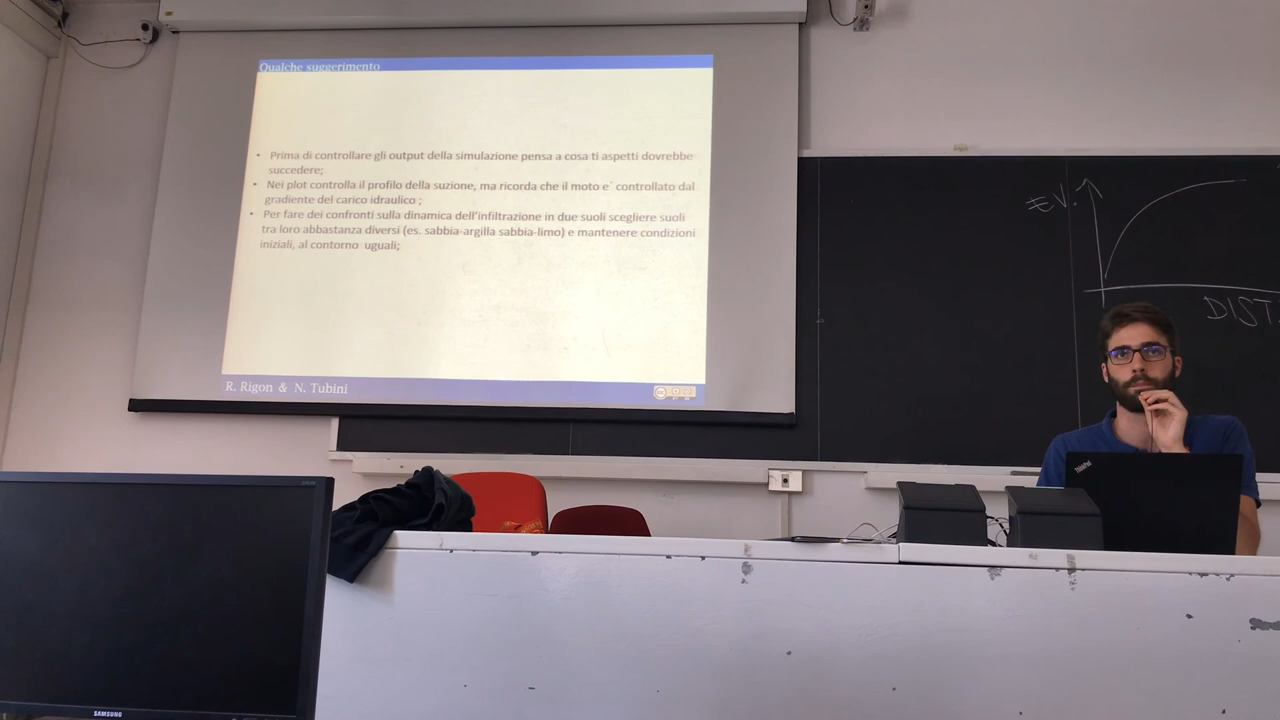 Qualche suggerimento
• Prima di controllare gli output della simulazione pensa a cosa ti aspetti dovrebbe
succedere;
• Nei plot controlla il profilo della suzione, ma ricorda che il moto e` controllato dal
gradiente del carico idraulico ;
• Per fare dei confronti sulla dinamica dell'infiltrazione in due suoli scegliere suoli
tra loro abbastanza diversi (es. sabbia-argilla sabbia-limo) e mantenere condizioni
iniziali, al contorno uguali;
R. Rigon & N. Tubini
DIST.
ThinkPad
SAMSUNG